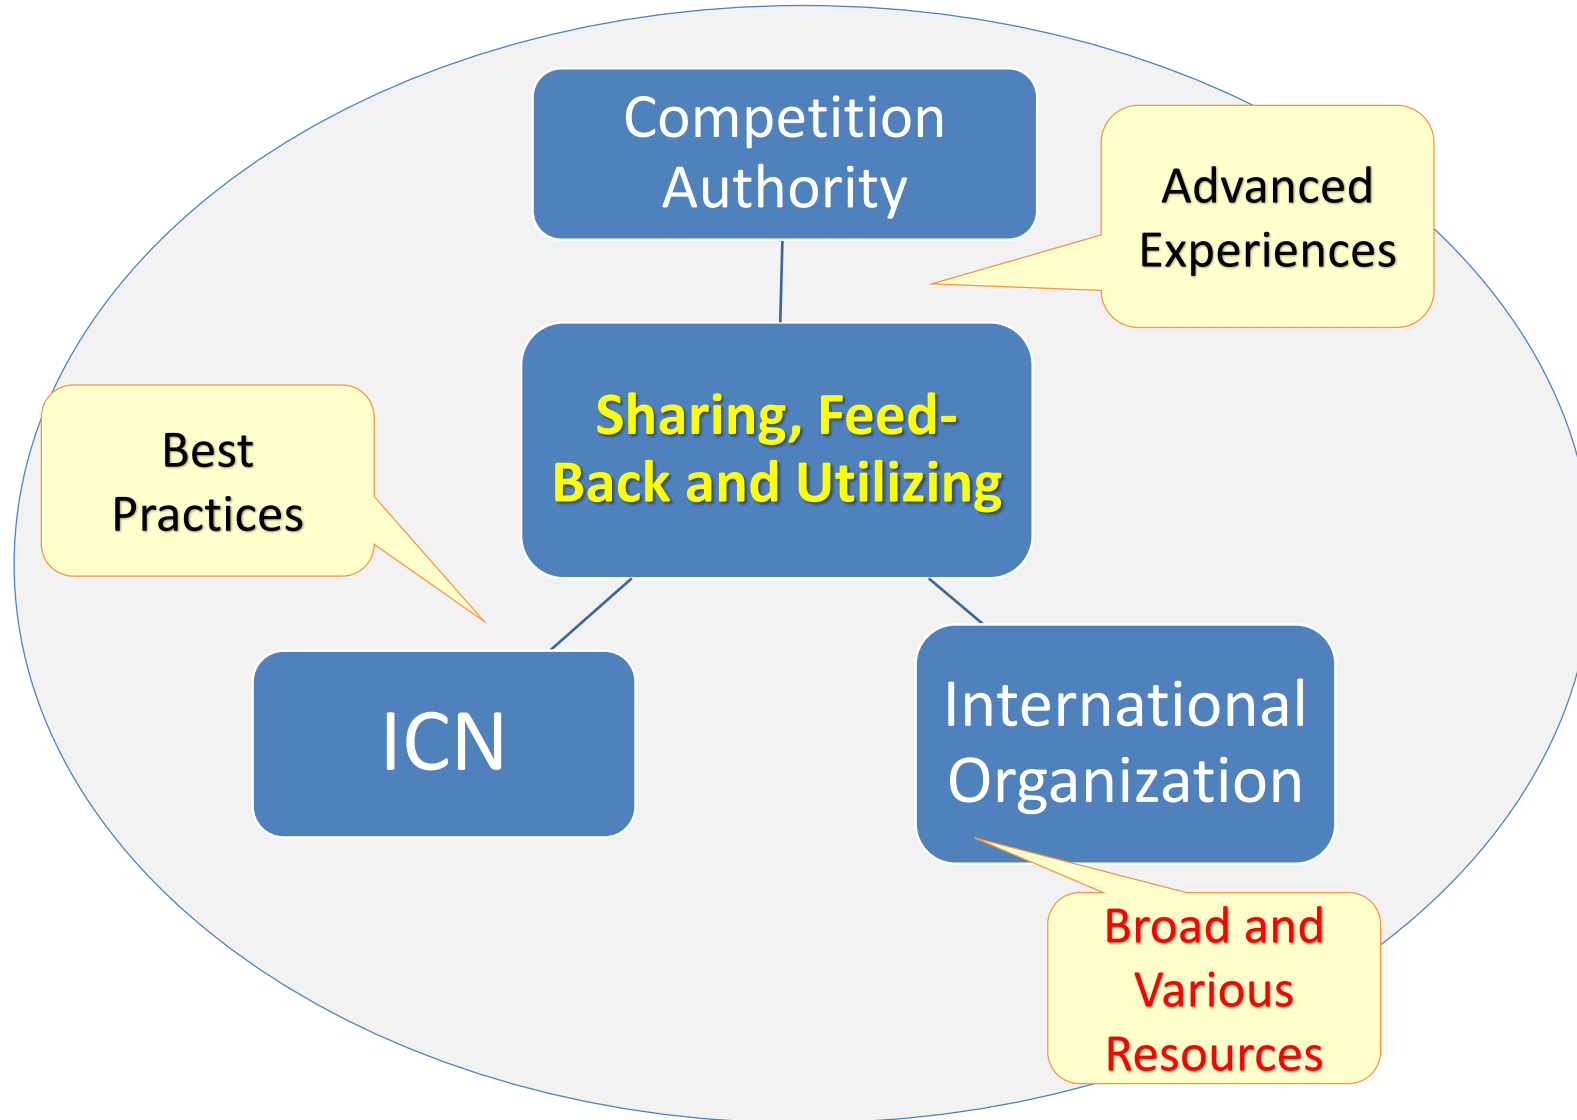 Competition
Authority
Advanced
Experiences
Sharing, Feed-
Back and Utilizing
Best
Practices
ICN
International
Organization
Broad and
Various
Resources